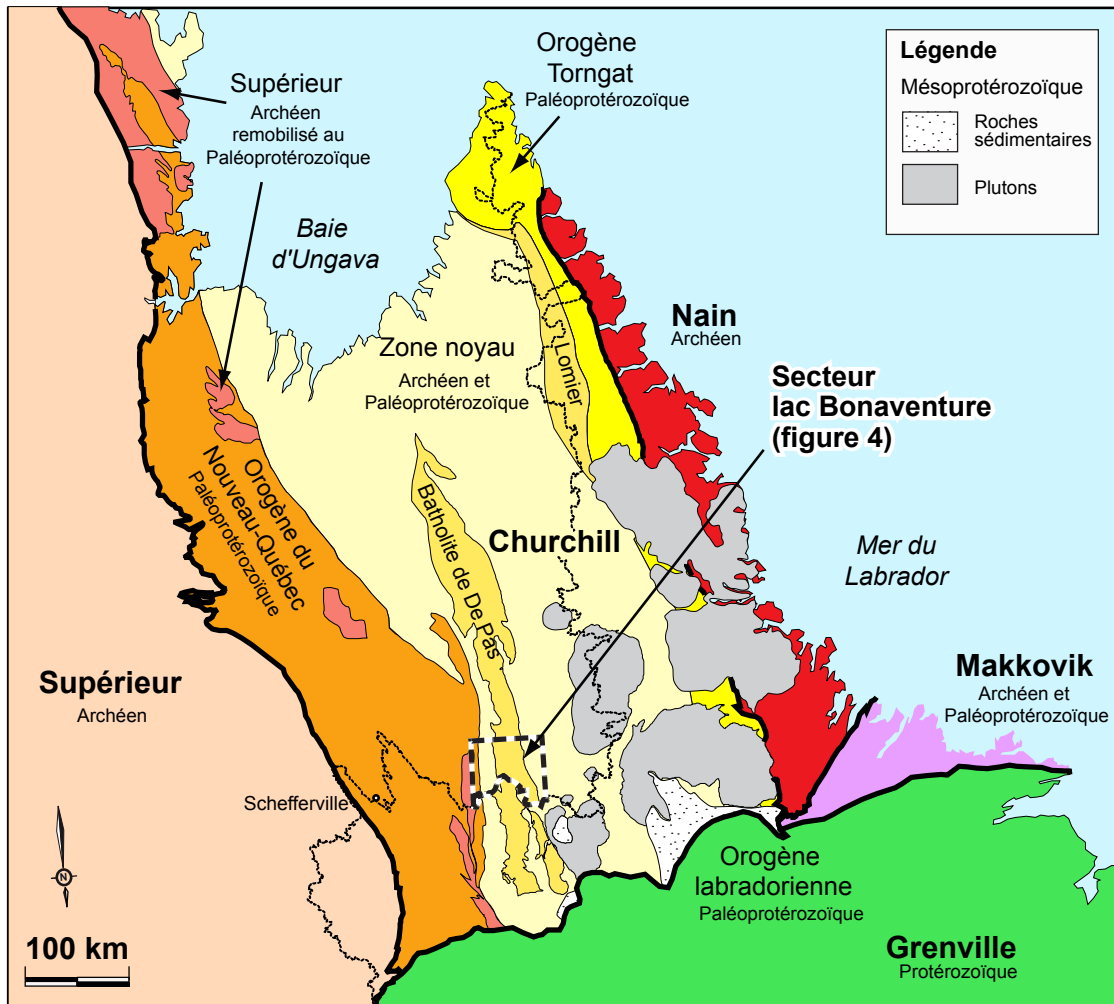 Supérieur
Archéen
remobilisé au
Paléoprotérozoïque
Orogène
Torngat
Paléoprotérozoïque
Légende
Mésoprotérozoïque
Roches
sédimentaires
Plutons
Baie
d'Ungava
Nain
Archéen
Zone noyau
Archéen et
Paléoprotérozoïque
Lomier
Secteur
lac Bonaventure
(figure 4)
Orogène du
Nouveau-Québec
Paléoprotérozoïque
Batholite de De Pas
Churchill
Mer du
Labrador
Supérieur
Archéen
Makkovik
Archéen et
Paléoprotérozoïque
Schefferville
N
Orogène
labradorienne
Paléoprotérozoïque
100 km
Grenville
Protérozoïque